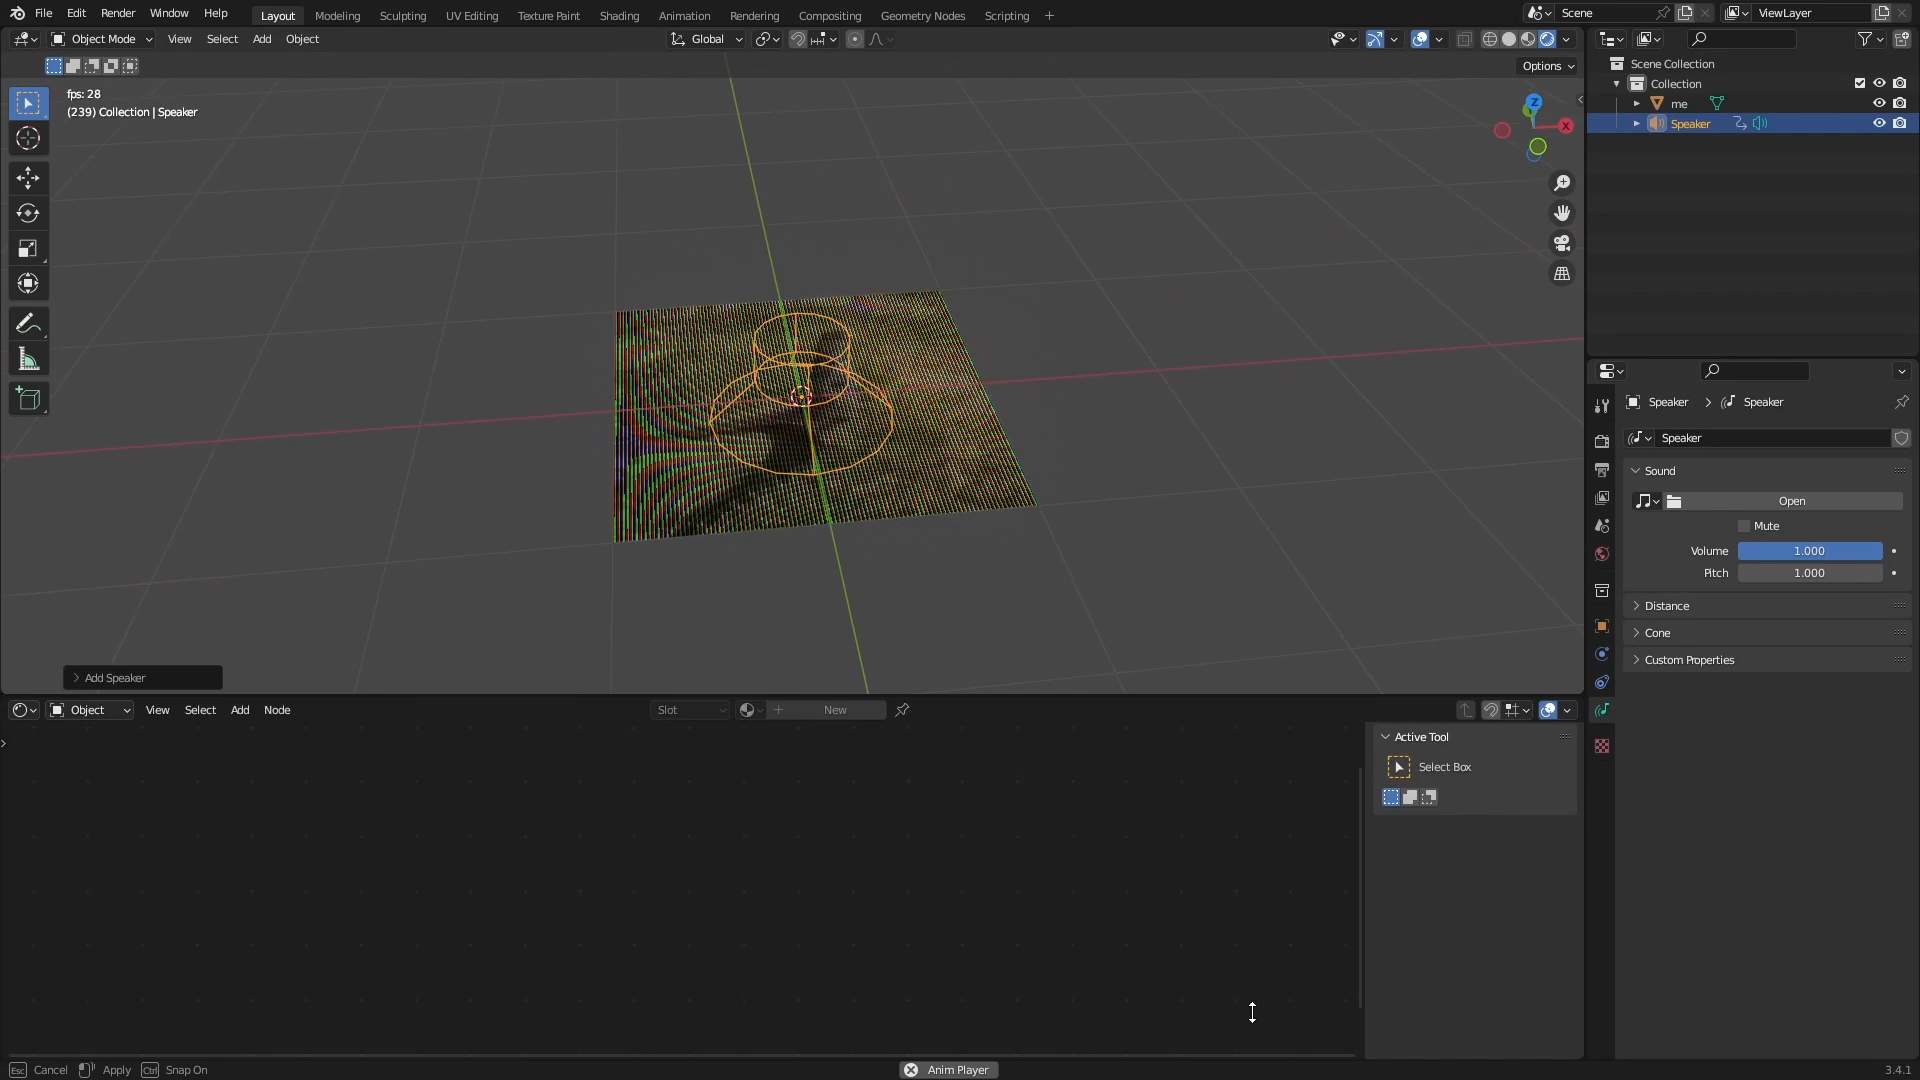 File Edit Render Window Help
Layout Modeling Sculpting UV Editing Texture Paint Shading Animation Rendering Compositing Geometry Nodes Scripting +
Scene
ViewLayer
Object Mode View Select Add Object
Global
Options
fps: 28
(239) Collection | Speaker
Z
X
Scene Collection
Collection
me
Speaker
Speaker > Speaker
Speaker
Sound
Open
Mute
Volume 1.000
Pitch 1.000
Distance
Cone
Custom Properties
> Add Speaker
Object View Select Add Node
Slot
New
Active Tool
Select Box
Esc Cancel Apply Ctrl Snap On
Anim Player
3.4.1